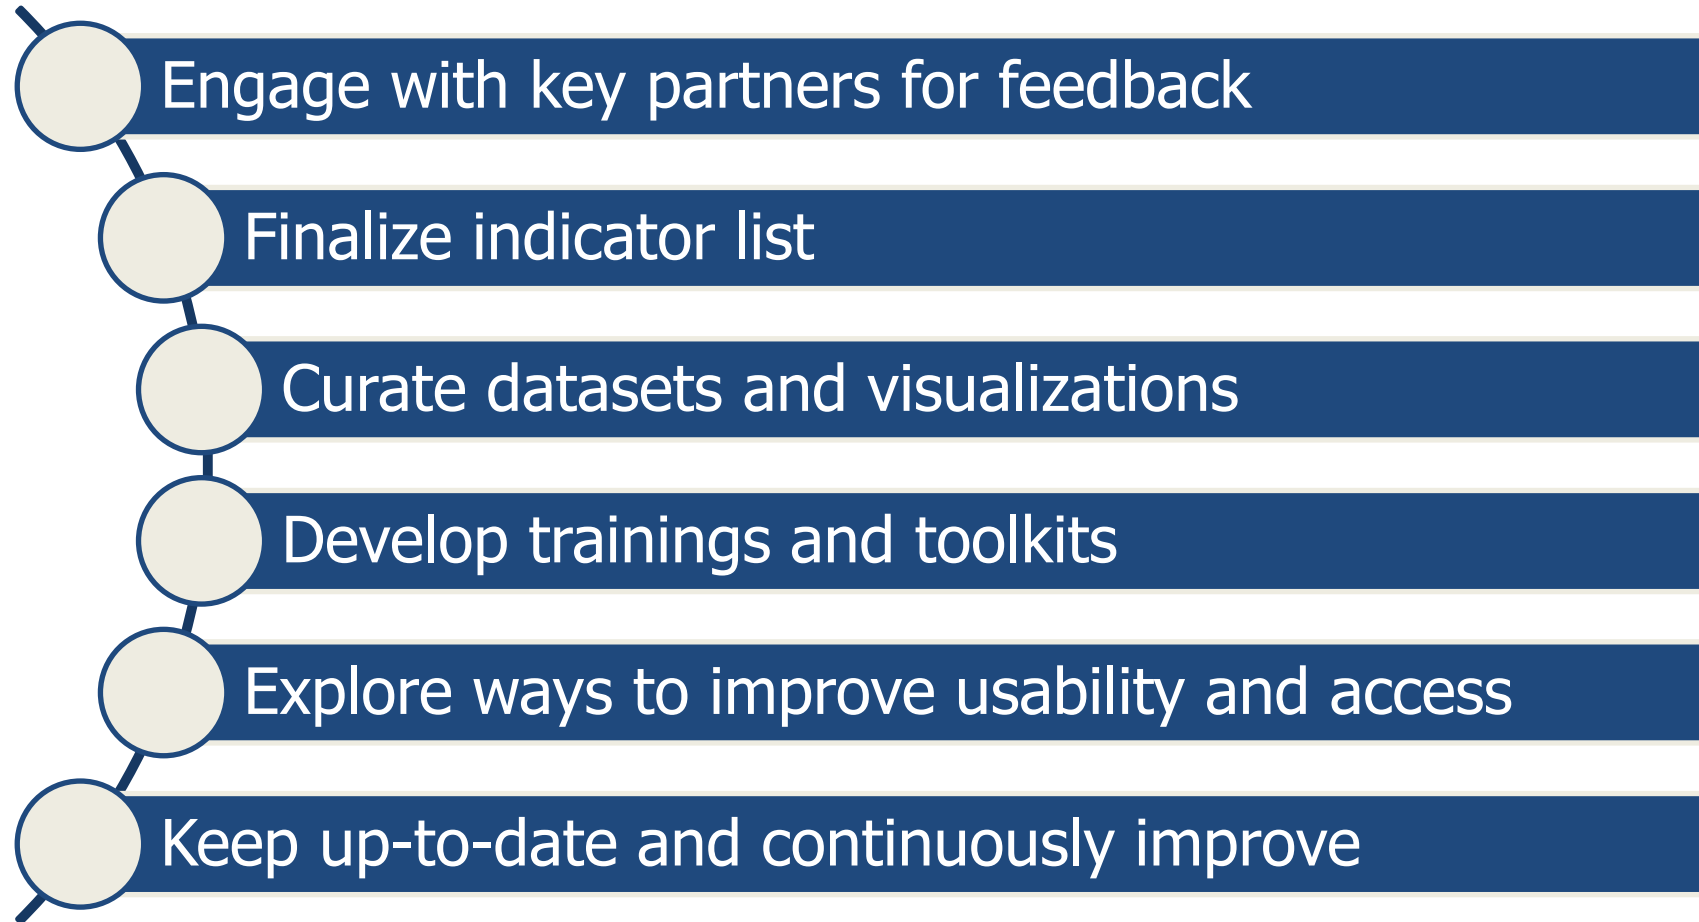 Engage with key partners for feedback
Finalize indicator list
Curate datasets and visualizations
Develop trainings and toolkits
Explore ways to improve usability and access
Keep up-to-date and continuously improve